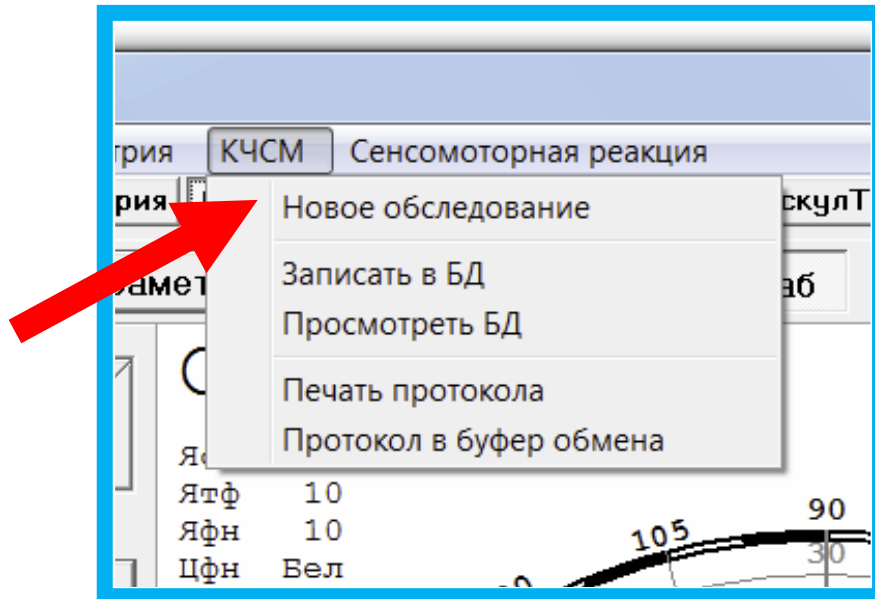 трия КЧСМ Сенсомоторная реакция
рия скулТ
Новое обследование
Записать в БД
аб
Просмотреть БД
Печать протокола
Протокол в буфер обмена
Ятф 10
Яфн 10
Цфн Бел
105
90
30